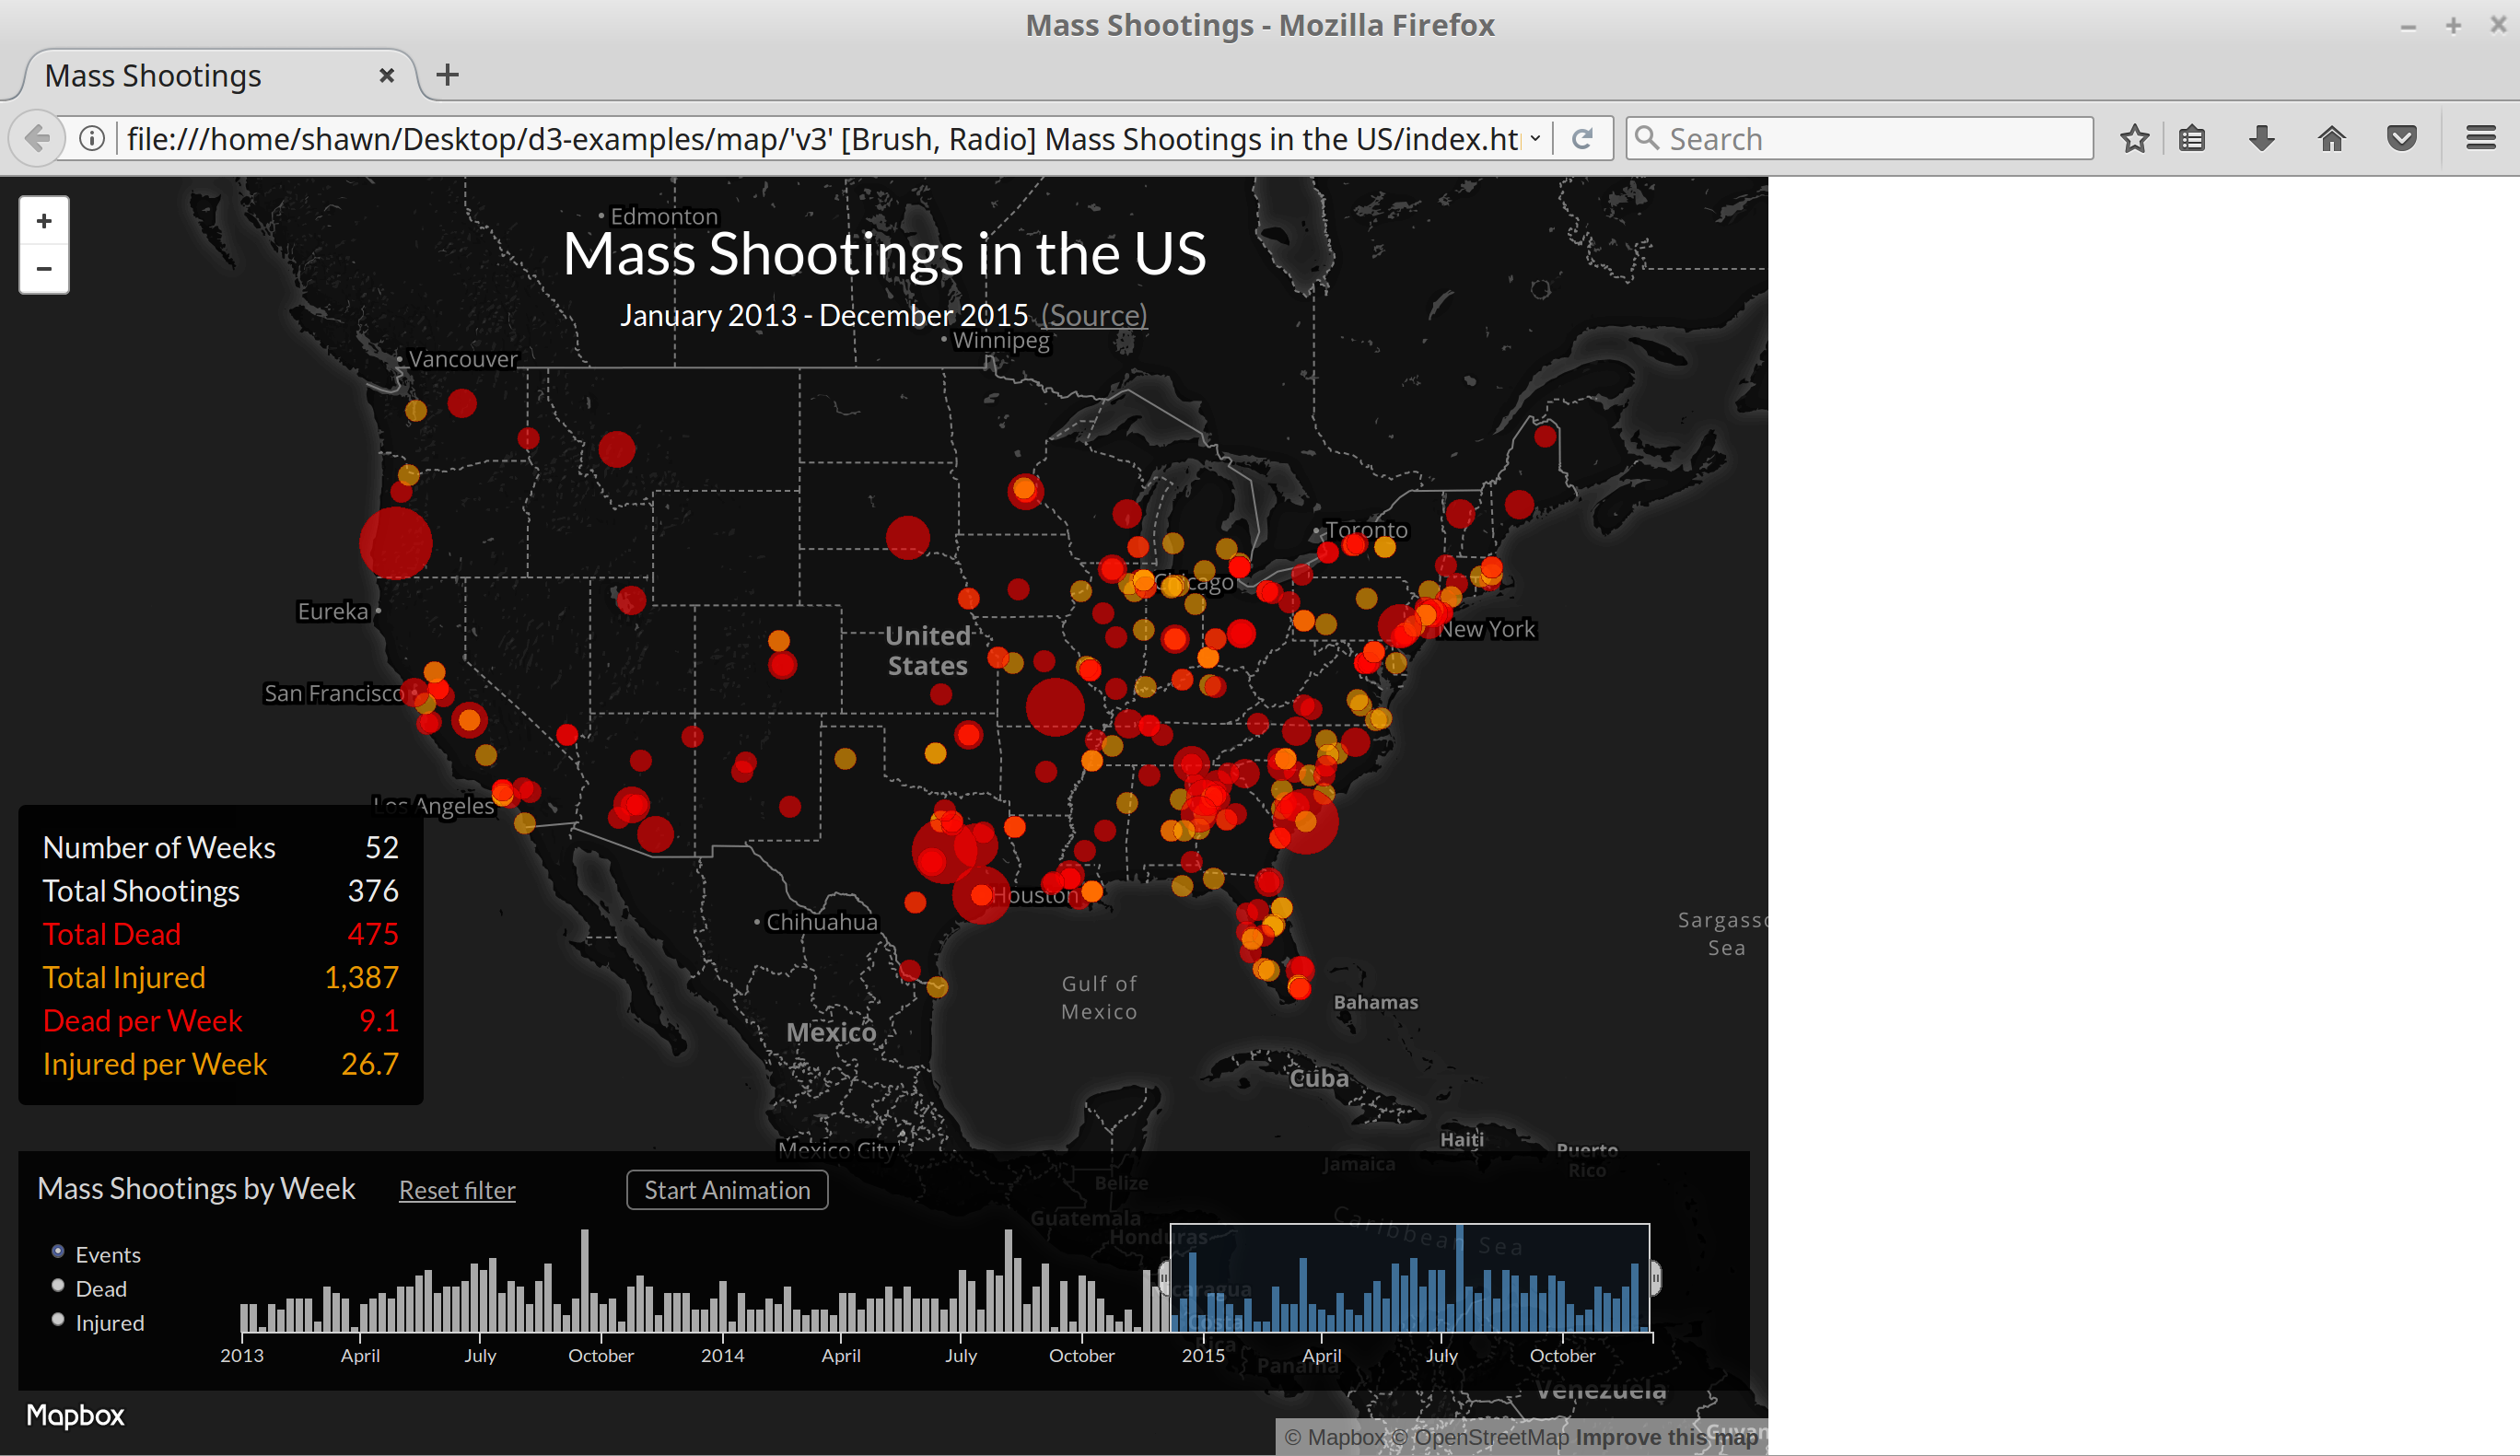 Mass Shootings - Mozilla Firefox
Mass Shootings
file:///home/shawn/Desktop/d3-examples/map/'v3' [Brush, Radio] Mass Shootings in the US/index.ht
Search
Edmonton
Mass Shootings in the US
January 2013 - December 2015 (Source)
Winnipeg
Vancouver
Toronto
Chicago
Eureka
United
States
New York
San Francisco
Los Angeles
Number of Weeks 52
Total Shootings 376
Total Dead 475
Total Injured 1,387
Dead per Week 9.1
Injured per Week 26.7
Houston
Chihuahua
Sargasso
Sea
Gulf of
Mexico
Bahamas
Mexico
Cuba
Mexico City
Haiti
Puerto
Rico
Jamaica
Belize
Guatemala
Honduras
Caribbean Sea
Nicaragua
Costa
Rica
Panama
Venezuela
Guyan
Mass Shootings by Week Reset filter Start Animation
Events
Dead
Injured
2013 April July October 2014 April July October 2015 April July October
Mapbox
© Mapbox © OpenStreetMap Improve this map